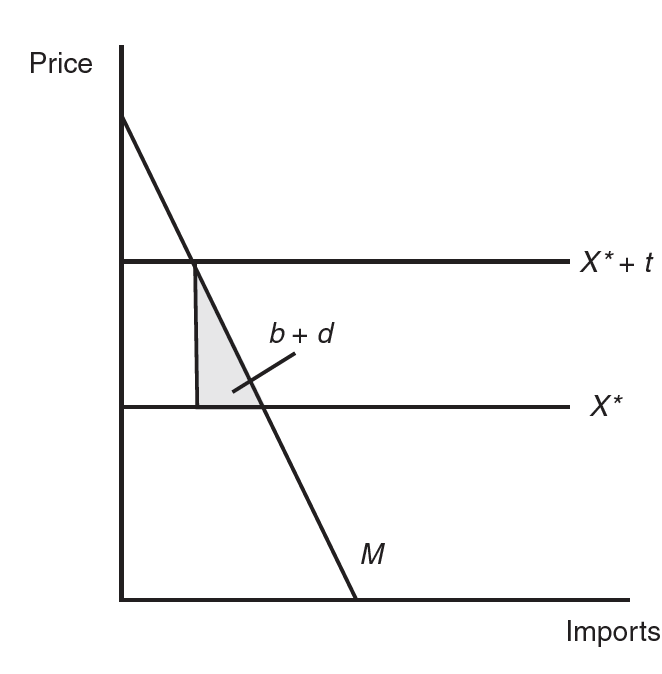 Price
X* + t
b + d
X*
M
Imports